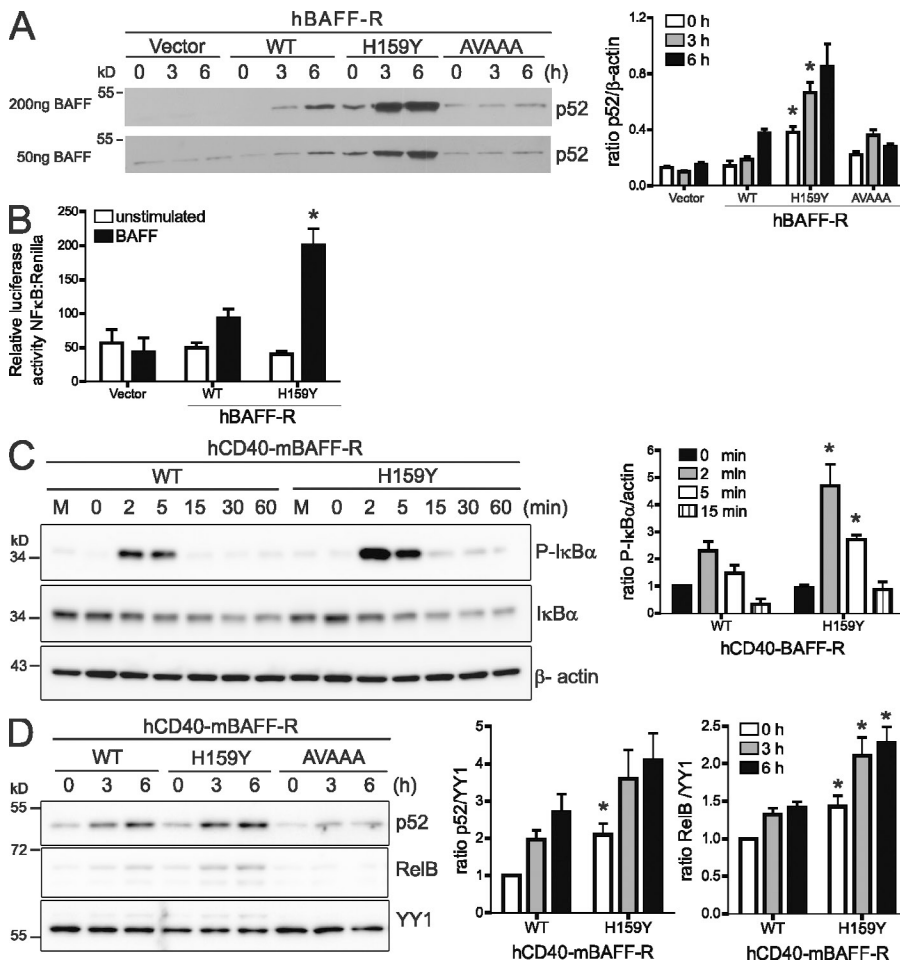 A
hBAFF-R
Vector WT H159Y AVAAA
kD 0 3 6 0 3 6 0 3 6 0 3 6 (h)
200ng BAFF 55 p52
50ng BAFF 55 p52
ratio p52/β-actin
1.2
0.8
0.4
0.0
0 h
3 h
6 h
* *
Vector WT H159Y AVAAA
hBAFF-R
B
Relative luciferase
activity NFκB:Renilla
250
200
150
100
50
0
unstimulated
BAFF
*
Vector WT H159Y
hBAFF-R
C
hCD40-mBAFF-R
WT H159Y
M 0 2 5 15 30 60 M 0 2 5 15 30 60 (min)
kD
34 P-IκBα
34 IκBα
43 β- actin
ratio P-IκBα/actin
6
5
4
3
2
1
0
0 min
2 mIn
5 min
15 min
* *
WT H159Y
hCD40-BAFF-R
D
hCD40-mBAFF-R
WT H159Y AVAAA
kD 0 3 6 0 3 6 0 3 6 (h)
55 p52
72 RelB
55 YY1
ratio p52/YY1
5
4
3
2
1
0
*
WT H159Y
hCD40-mBAFF-R
ratio RelB /YY1
2.5
2.0
1.5
1.0
0.5
0.0
0 h
3 h
6 h
* * *
WT H159Y
hCD40-mBAFF-R